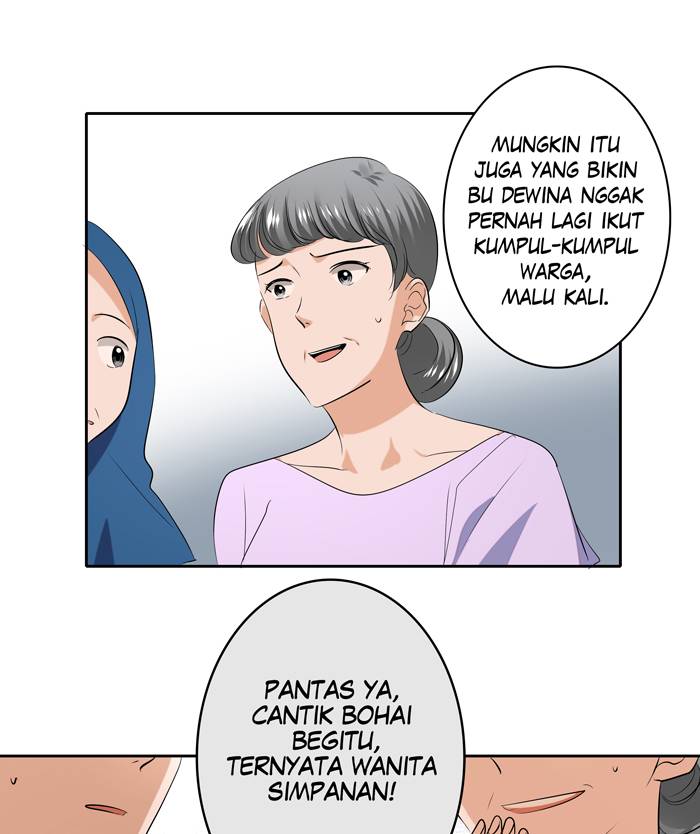 MUNGKIN ITU
JUGA YANG BIKIN
BU DEWINA NGGAK
PERNAH LAGI IKUT
KUMPUL-KUMPUL
WARGA,
MALU KALI.
PANTAS YA,
CANTIK BOHAI
BEGITU,
TERNYATA WANITA
SIMPANAN!